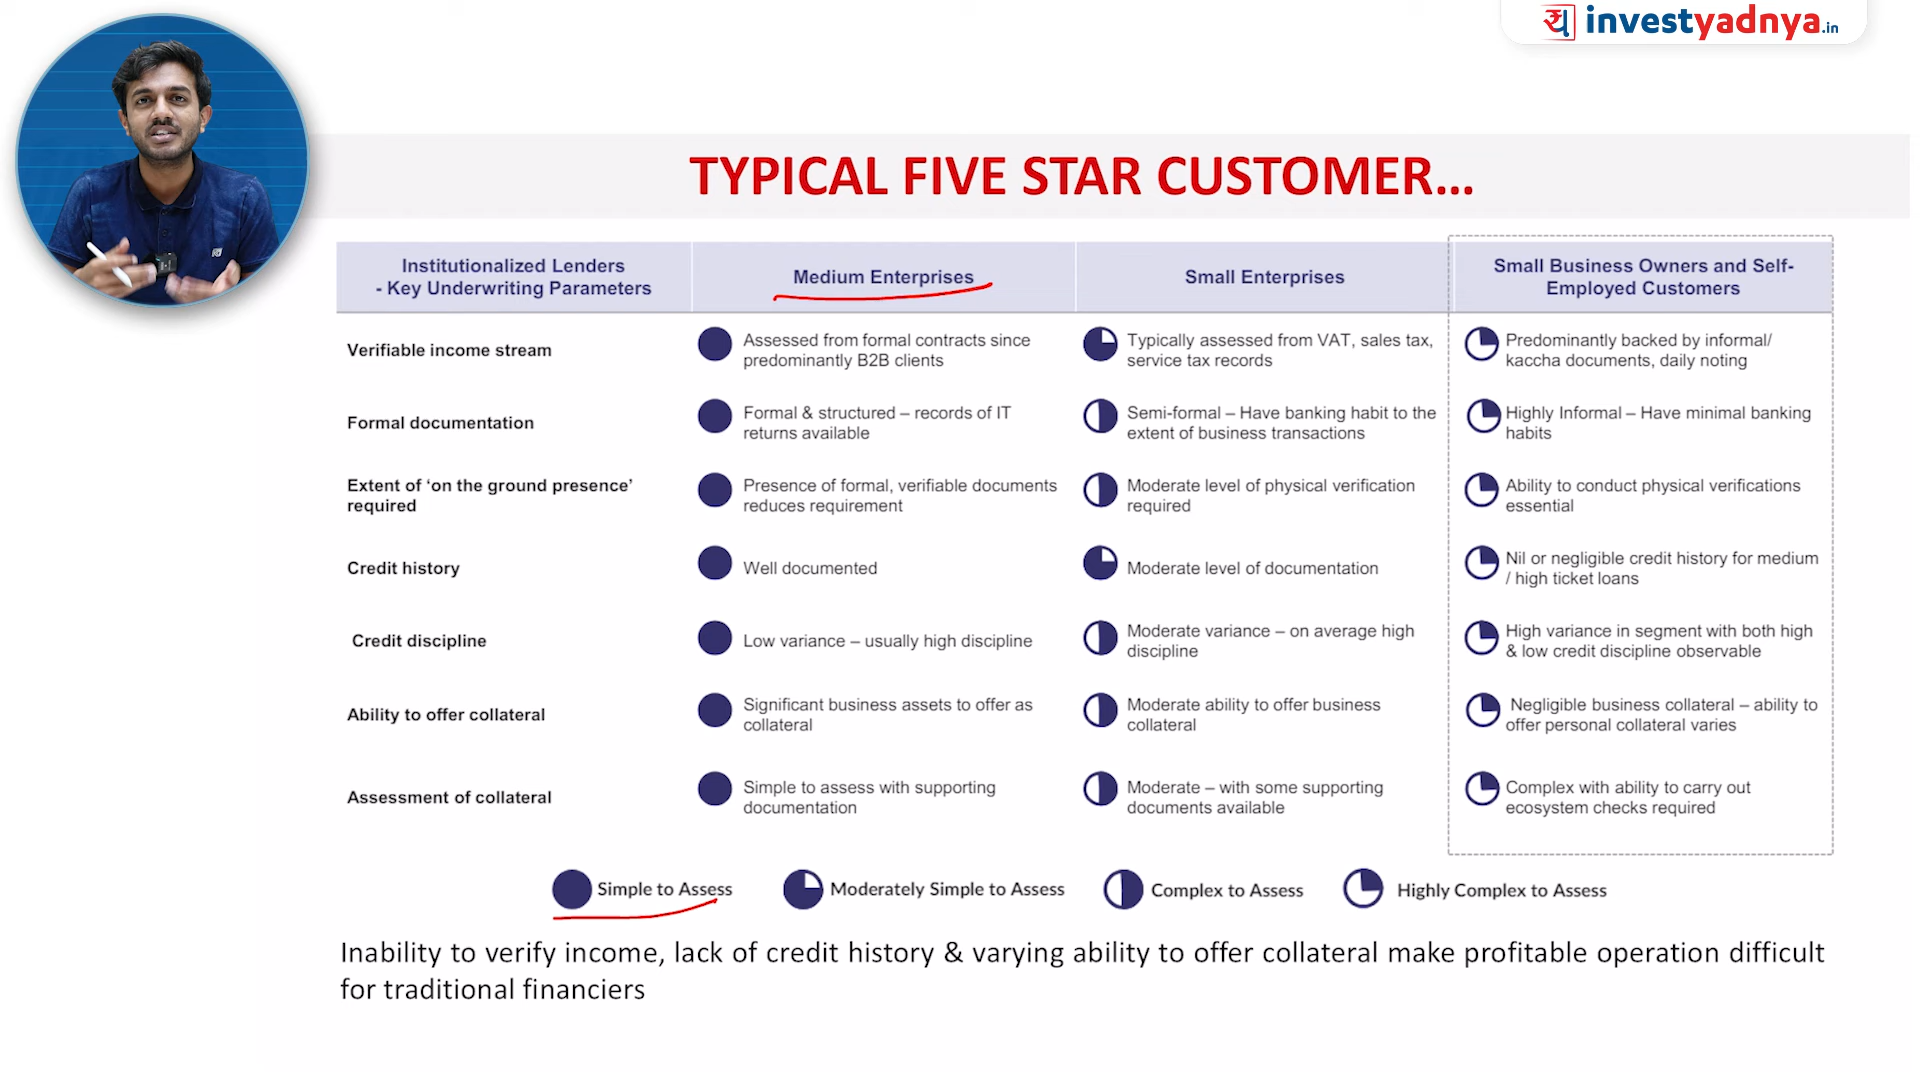 investyadnya.in
TYPICAL FIVE STAR CUSTOMER...
Institutionalized Lenders
- Key Underwriting Parameters
Medium Enterprises
Small Enterprises
Small Business Owners and Self-
Employed Customers
Verifiable income stream
Assessed from formal contracts since
predominantly B2B clients
Typically assessed from VAT, sales tax,
service tax records
Predominantly backed by informal/
kaccha documents, daily noting
Formal documentation
Formal & structured – records of IT
returns available
Semi-formal – Have banking habit to the
extent of business transactions
Highly Informal – Have minimal banking
habits
Extent of ‘on the ground presence’
required
Presence of formal, verifiable documents
reduces requirement
Moderate level of physical verification
required
Ability to conduct physical verifications
essential
Credit history
Well documented
Moderate level of documentation
Nil or negligible credit history for medium
/ high ticket loans
Credit discipline
Low variance – usually high discipline
Moderate variance – on average high
discipline
High variance in segment with both high
& low credit discipline observable
Ability to offer collateral
Significant business assets to offer as
collateral
Moderate ability to offer business
collateral
Negligible business collateral – ability to
offer personal collateral varies
Assessment of collateral
Simple to assess with supporting
documentation
Moderate – with some supporting
documents available
Complex with ability to carry out
ecosystem checks required
Simple to Assess
Moderately Simple to Assess
Complex to Assess
Highly Complex to Assess
Inability to verify income, lack of credit history & varying ability to offer collateral make profitable operation difficult
for traditional financiers